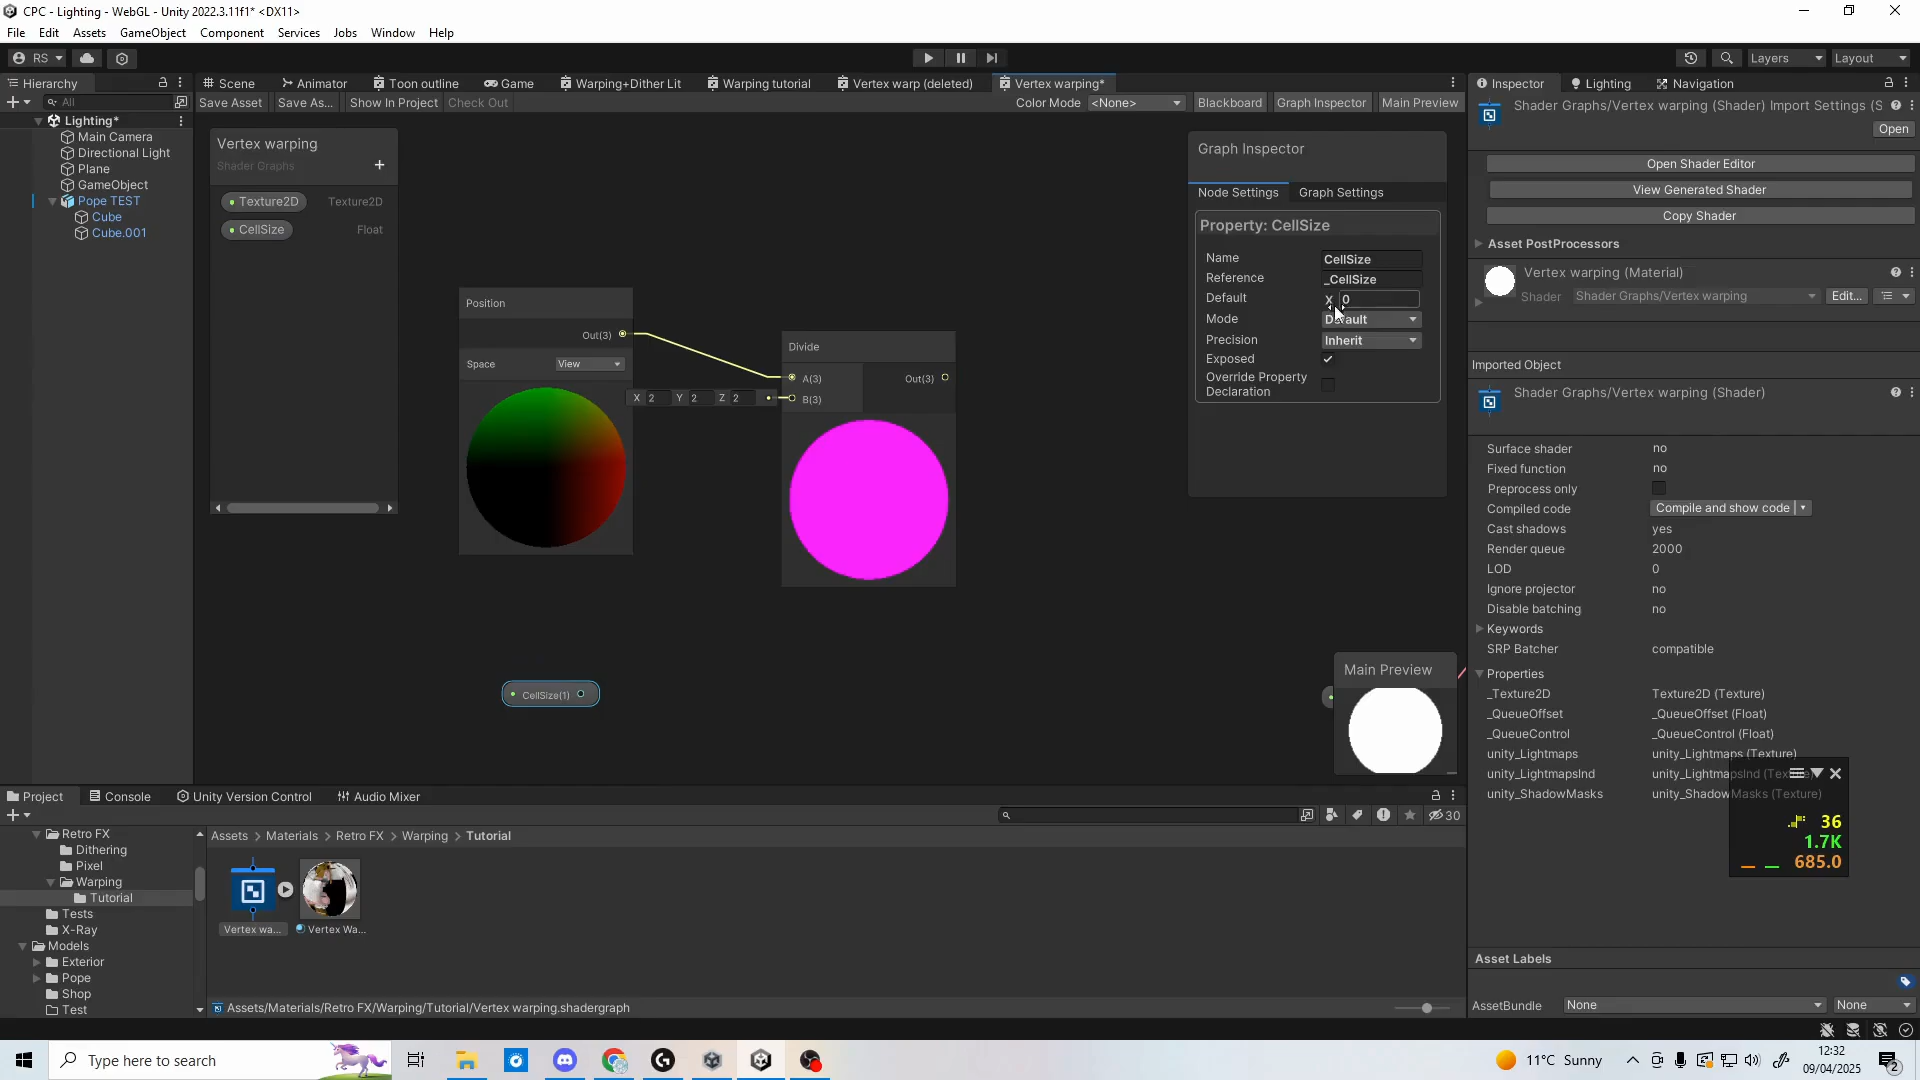 CPC - Lighting - WebGL - Unity 2022.3.11f1* <DX11>
File Edit Assets GameObject Component Services Jobs Window Help
RS Layers Layout
Hierarchy
All
Lighting*
Main Camera
Directional Light
Plane
GameObject
Pope TEST
Cube
Cube.001
Scene Animator Toon outline Game Warping+Dither Lit Warping tutorial Vertex warp (deleted) Vertex warping*
Save Asset Save As... Show In Project Check Out Color Mode <None> Blackboard Graph Inspector Main Preview
Vertex warping
Shader Graphs
Texture2D Texture2D
CellSize Float
Position
Out(3)
Space View
X 2 Y 2 Z 2
Divide
A(3) Out(3)
B(3)
CellSize(1)
Graph Inspector
Node Settings Graph Settings
Property: CellSize
Name CellSize
Reference _CellSize
Default X 0
Mode Default
Precision Inherit
Exposed
Override Property
Declaration
Main Preview
Inspector Lighting Navigation
Shader Graphs/Vertex warping (Shader) Import Settings (S
Open
Open Shader Editor
View Generated Shader
Copy Shader
Asset PostProcessors
Vertex warping (Material)
Shader Shader Graphs/Vertex warping Edit...
Imported Object
Shader Graphs/Vertex warping (Shader)
Surface shader no
Fixed function no
Preprocess only
Compiled code Compile and show code
Cast shadows yes
Render queue 2000
LOD 0
Ignore projector no
Disable batching no
Keywords
SRP Batcher compatible
Properties
_Texture2D Texture2D (Texture)
_QueueOffset _QueueOffset (Float)
_QueueControl _QueueControl (Float)
unity_Lightmaps unity_Lightmaps (Texture)
unity_LightmapsInd unity_LightmapsInd (Texture)
unity_ShadowMasks unity_ShadowMasks (Texture)
36
1.7K
685.0
Asset Labels
AssetBundle None None
Project Console Unity Version Control Audio Mixer
30
Retro FX
Dithering
Pixel
Warping
Tutorial
Tests
X-Ray
Models
Exterior
Pope
Shop
Test
Assets > Materials > Retro FX > Warping > Tutorial
Vertex wa... Vertex Wa...
Assets/Materials/Retro FX/Warping/Tutorial/Vertex warping.shadergraph
Type here to search
11°C Sunny
12:32
09/04/2025
2